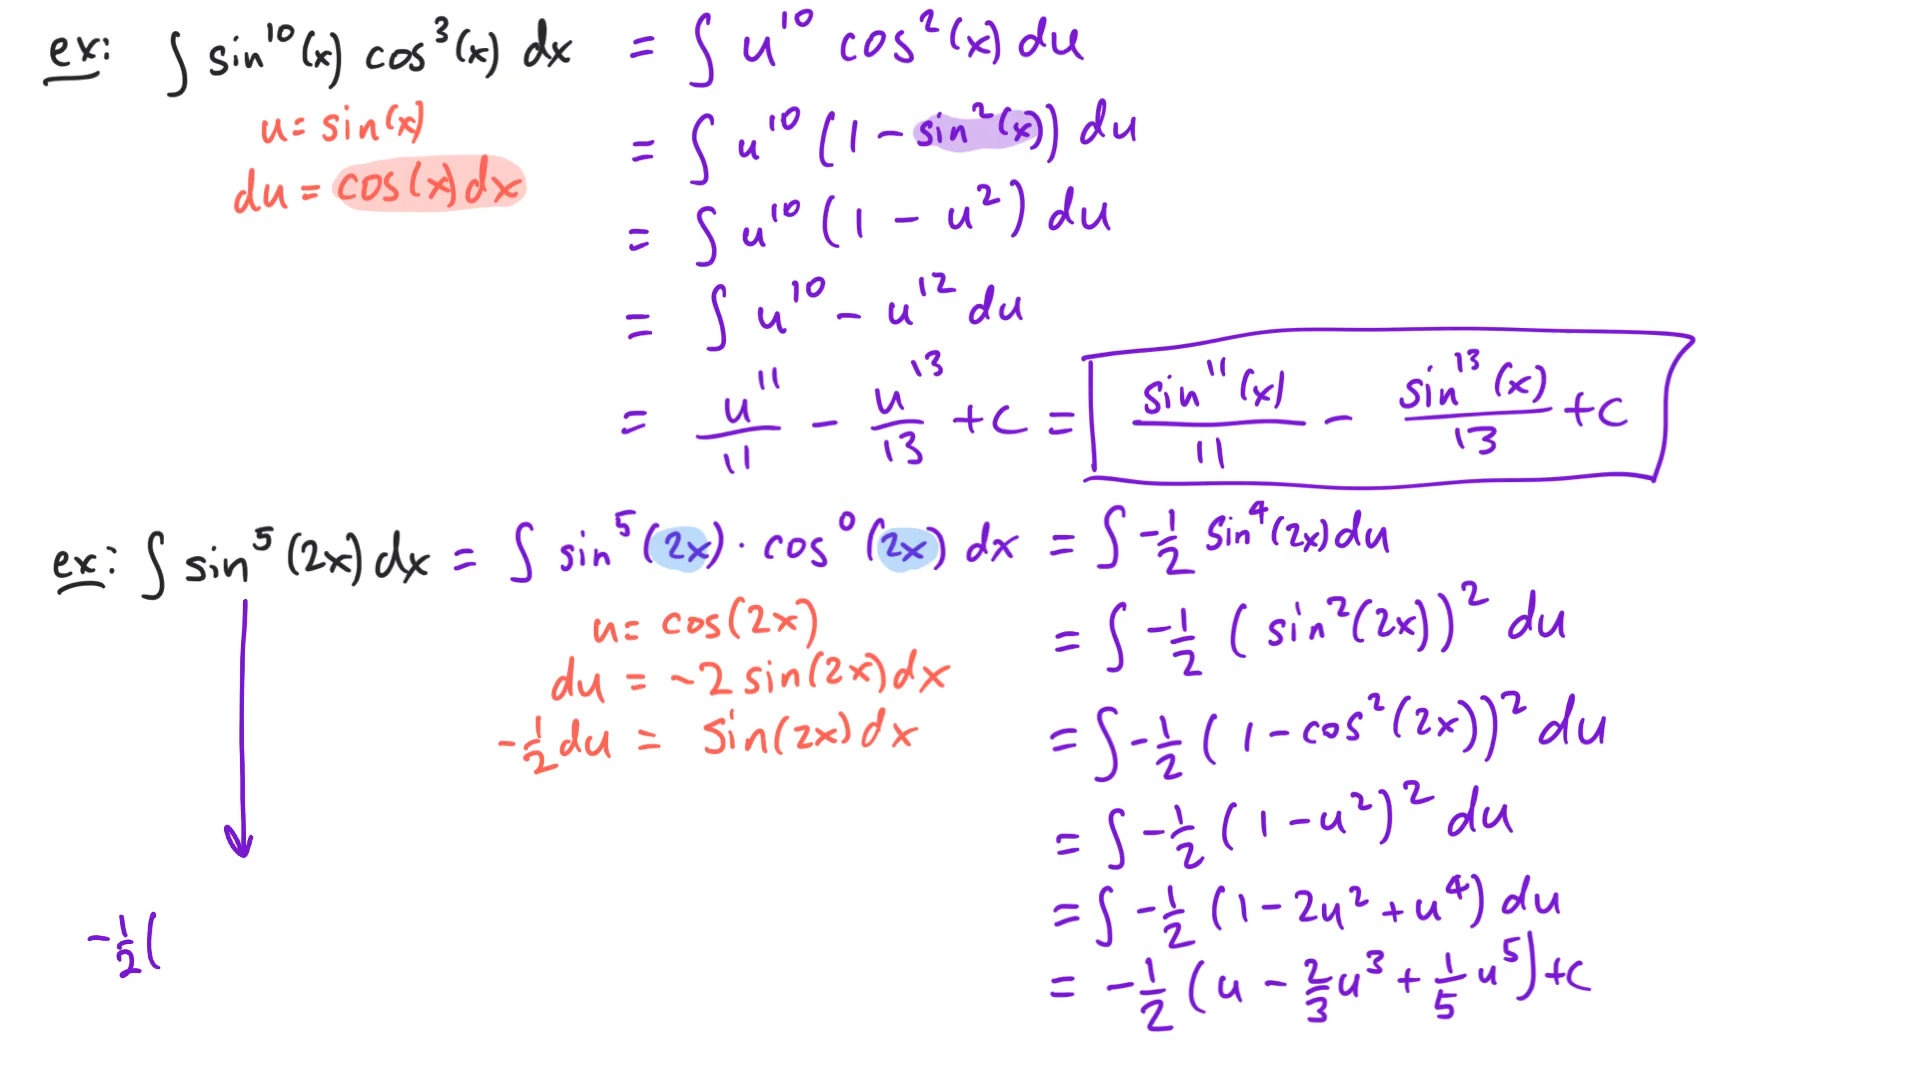 ex: ∫ sin¹⁰(x) cos³(x) dx = ∫ u¹⁰ cos²(x) du
u = sin(x)
du = cos(x) dx
= ∫ u¹⁰ (1 - sin²(x)) du
= ∫ u¹⁰ (1 - u²) du
= ∫ u¹⁰ - u¹² du
= u¹¹/11 - u¹³/13 + C = sin¹¹(x)/11 - sin¹³(x)/13 + C
ex: ∫ sin⁵(2x) dx = ∫ sin⁵(2x) · cos⁰(2x) dx = ∫ -1/2 sin⁴(2x) du
u = cos(2x)
du = -2 sin(2x) dx
-1/2 du = sin(2x) dx
= ∫ -1/2 (sin²(2x))² du
= ∫ -1/2 (1 - cos²(2x))² du
= ∫ -1/2 (1 - u²)² du
= ∫ -1/2 (1 - 2u² + u⁴) du
= -1/2 (u - 2/3 u³ + 1/5 u⁵) + C
-1/2 (